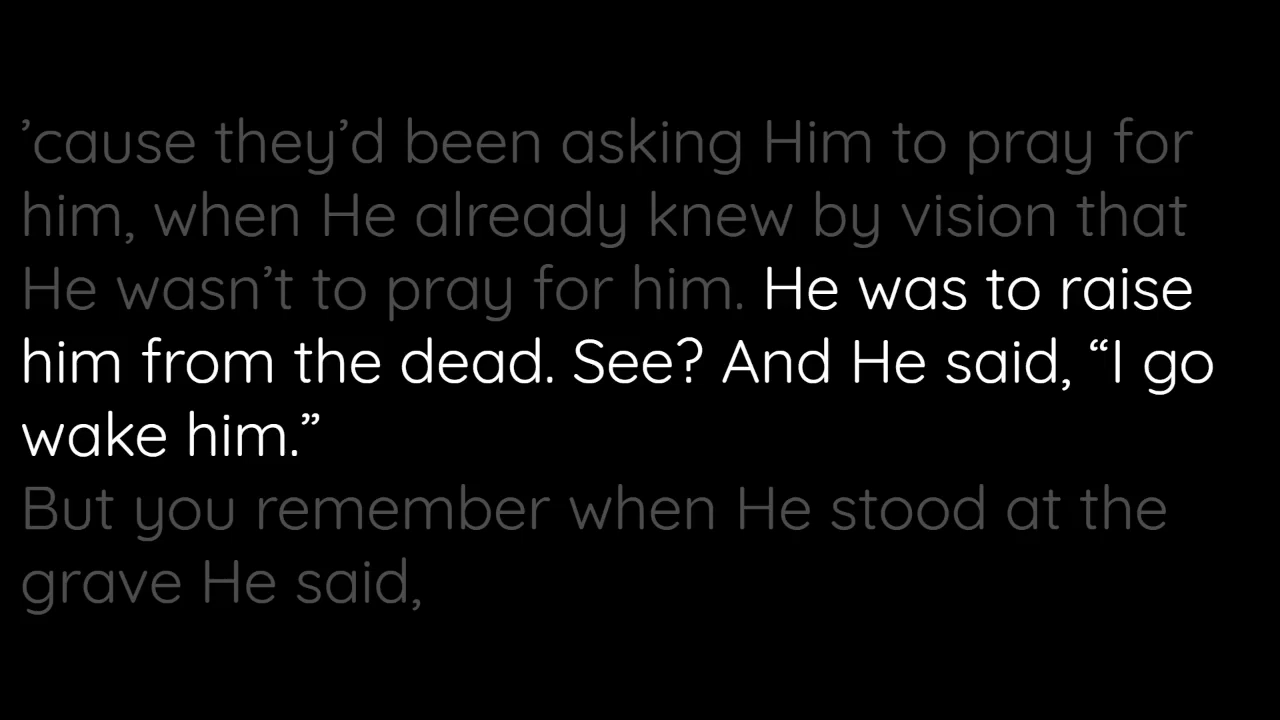 ’cause they’d been asking Him to pray for
him, when He already knew by vision that
He wasn’t to pray for him. He was to raise
him from the dead. See? And He said, “I go
wake him.”
But you remember when He stood at the
grave He said,